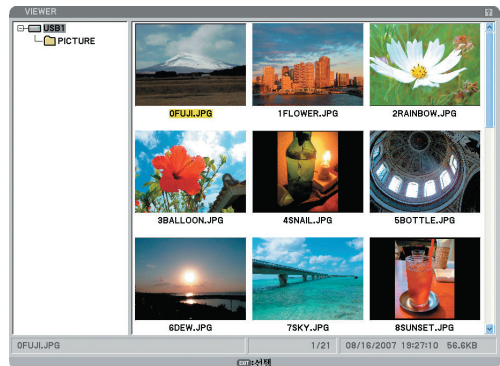 VIEWER
USB1
PICTURE
0FUJI.JPG
1FLOWER.JPG
2RAINBOW.JPG
3BALLOON.JPG
4SNAIL.JPG
5BOTTLE.JPG
6DEW.JPG
7SKY.JPG
8SUNSET.JPG
0FUJI.JPG 1/21 08/16/2007 19:27:10 56.6KB
EXIT :선택